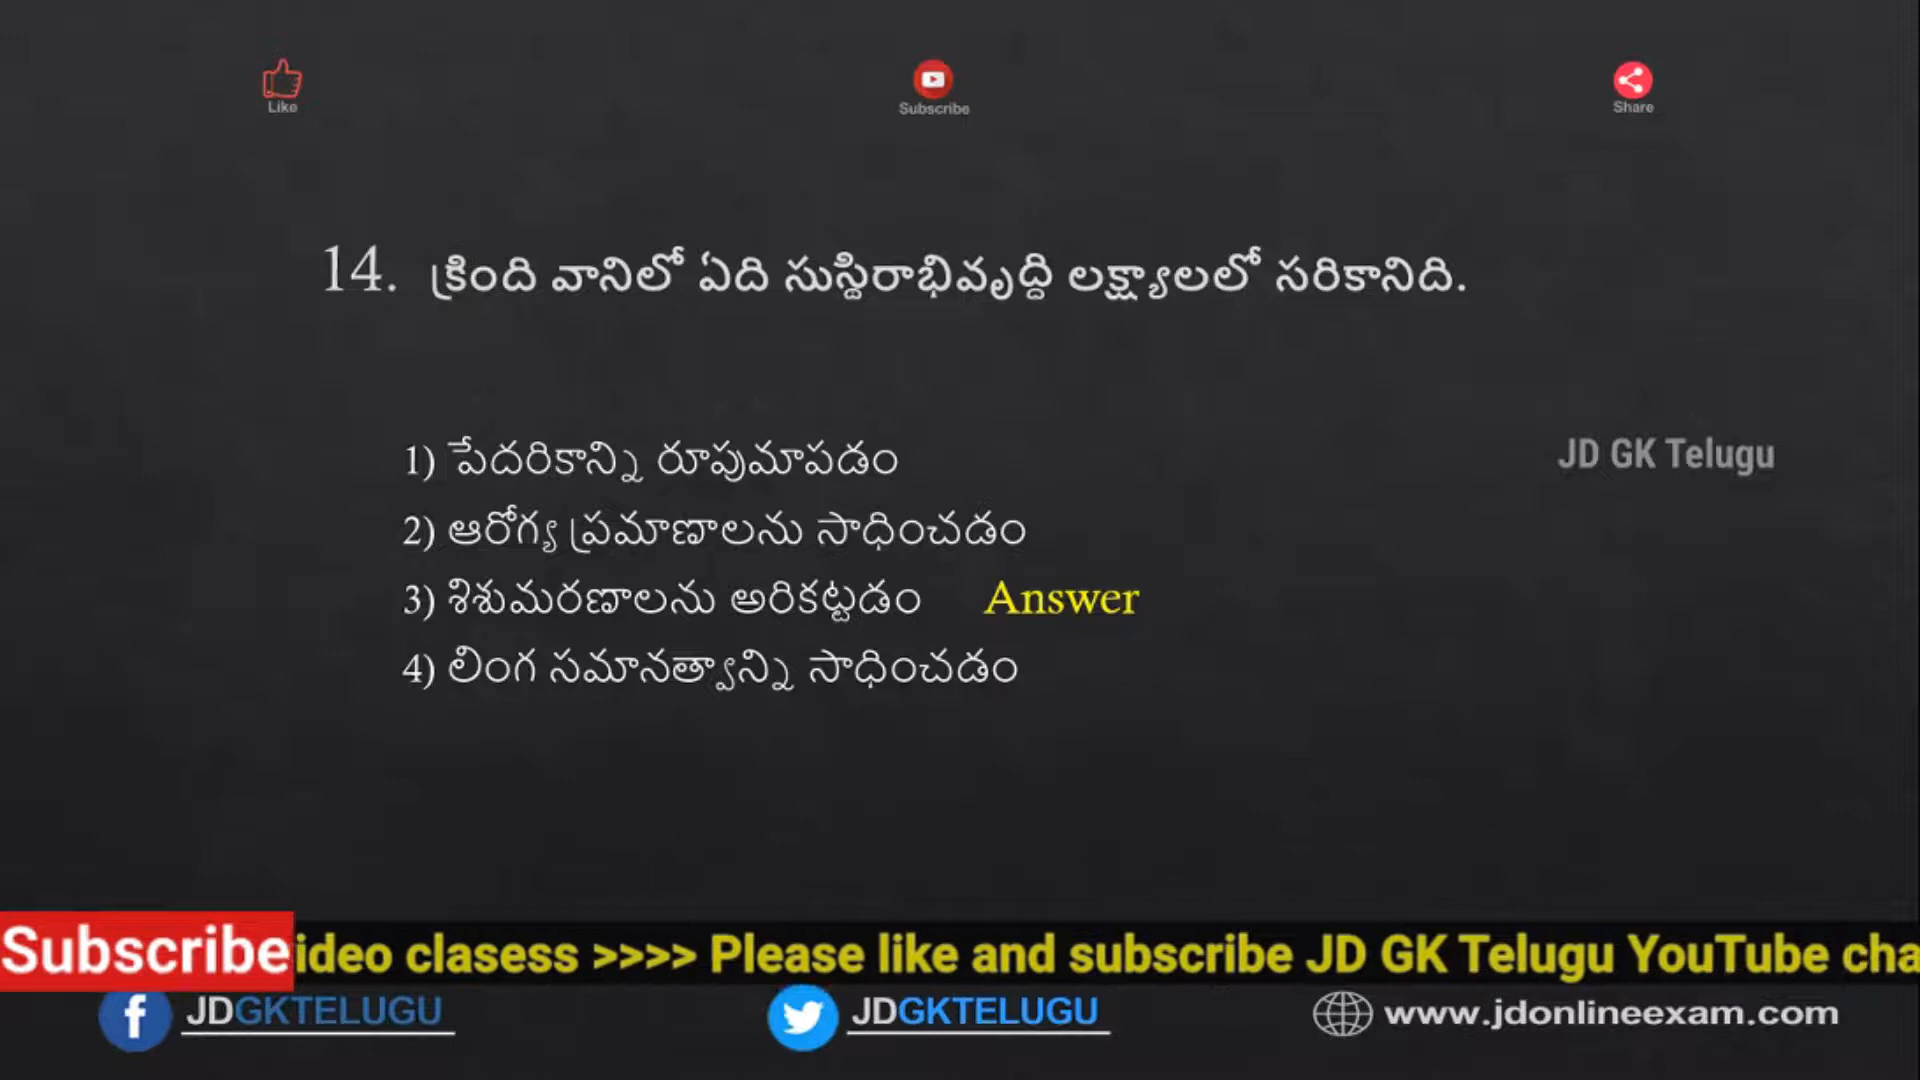 Like
Subscribe
Share
14. క్రింది వానిలో ఏది సుస్థిరాభివృద్ధి లక్ష్యాలలో సరికానిది.
1) పేదరికాన్ని రూపుమాపడం
JD GK Telugu
2) ఆరోగ్య ప్రమాణాలను సాధించడం
3) శిశుమరణాలను అరికట్టడం Answer
4) లింగ సమానత్వాన్ని సాధించడం
Subscribe ideo clasess >>>> Please like and subscribe JD GK Telugu YouTube cha
JDGKTELUGU
JDGKTELUGU
www.jdonlineexam.com